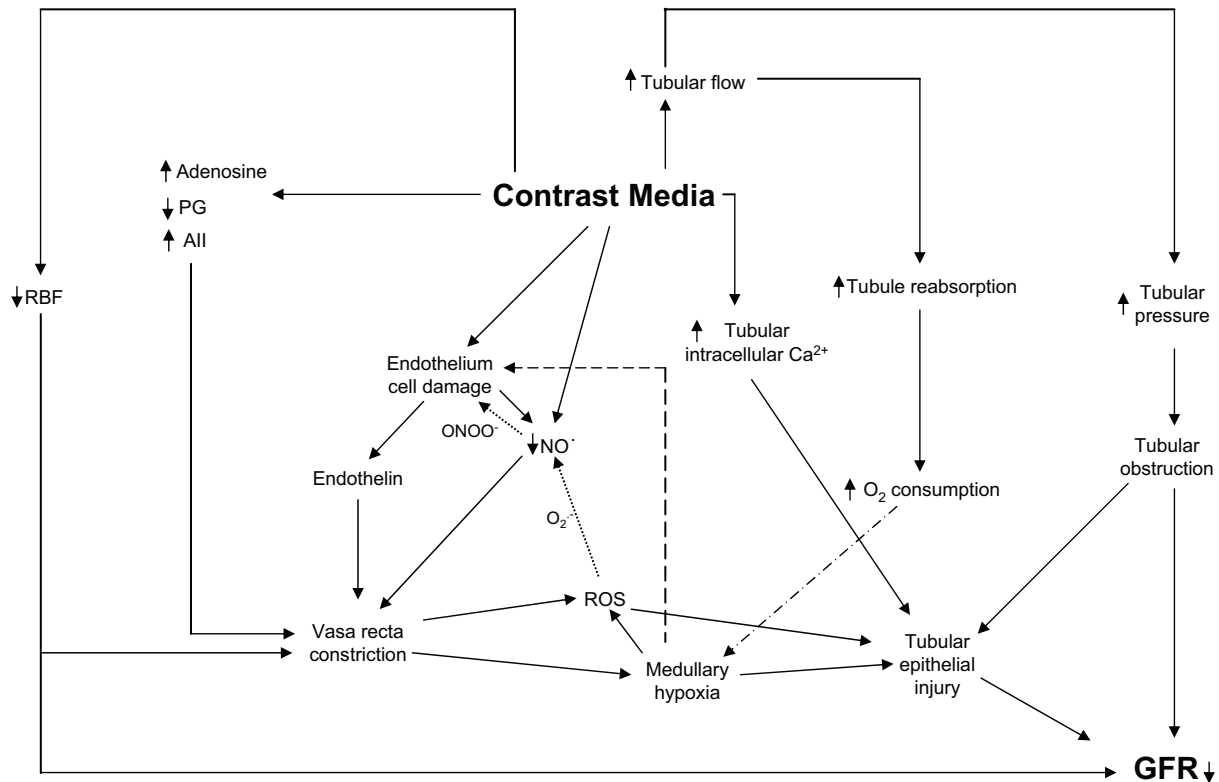 ↑ Tubular flow
↑ Adenosine
↓ PG
↑ AII
Contrast Media
↓ RBF
↑ Tubule reabsorption
↑ Tubular
pressure
↑ Tubular
intracellular Ca²⁺
Endothelium
cell damage
ONOO⁻
↓ NO˙
Endothelin
Tubular
obstruction
↑ O₂ consumption
O₂˙⁻
ROS
Vasa recta
constriction
Medullary
hypoxia
Tubular
epithelial
injury
GFR ↓